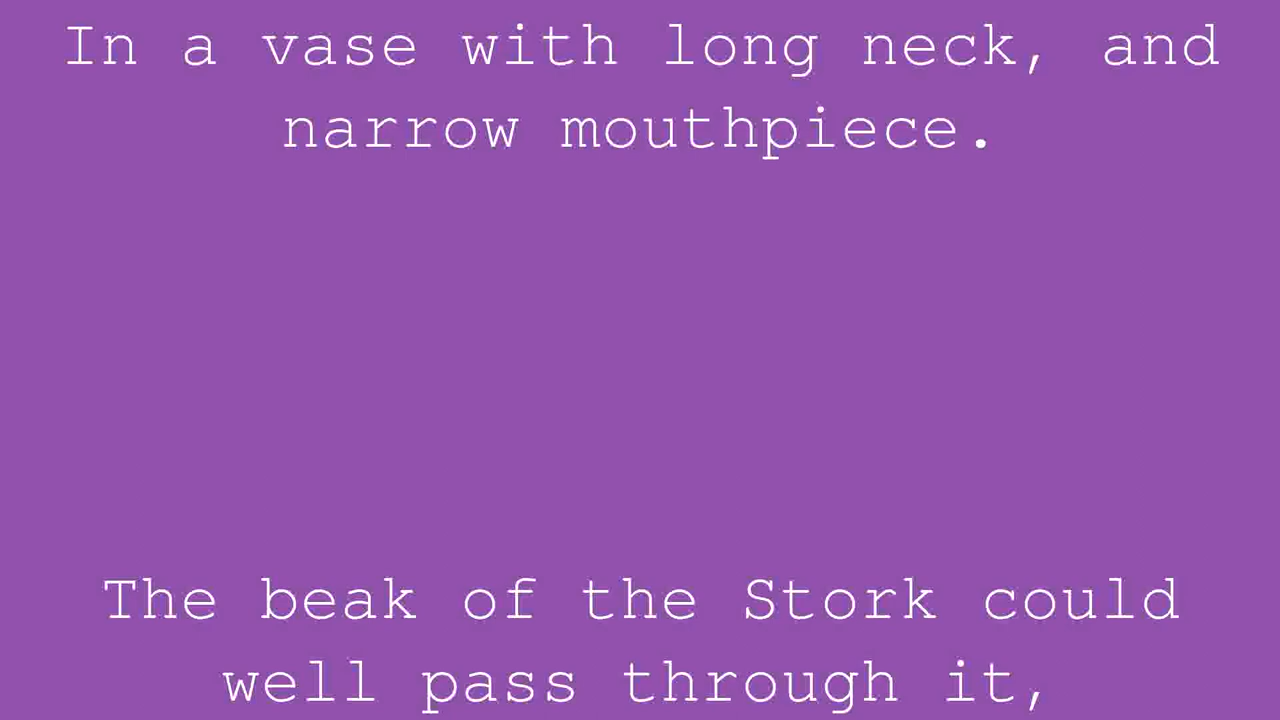 In a vase with long neck, and
narrow mouthpiece.
The beak of the Stork could
well pass through it,